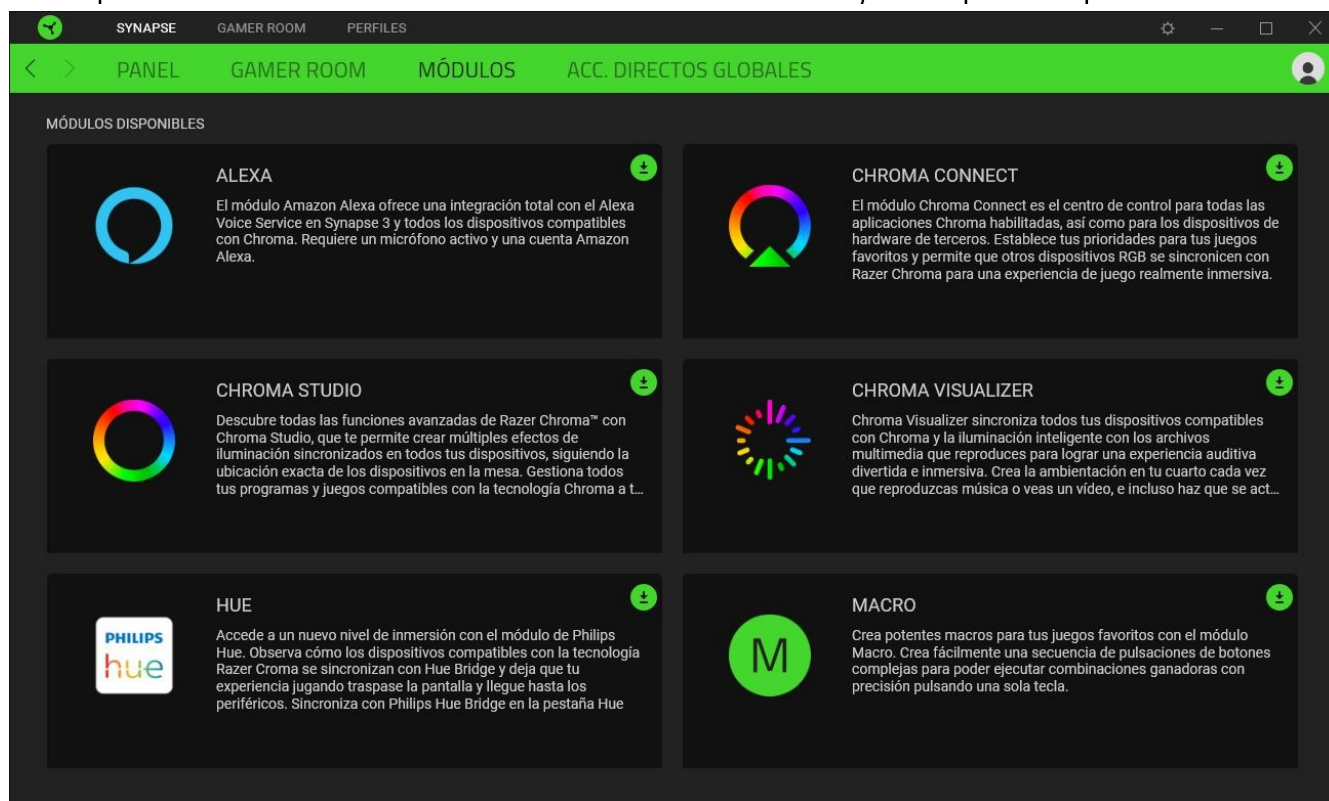 SYNAPSE GAMER ROOM PERFILES
PANEL GAMER ROOM MÓDULOS ACC. DIRECTOS GLOBALES
MÓDULOS DISPONIBLES
ALEXA
El módulo Amazon Alexa ofrece una integración total con el Alexa
Voice Service en Synapse 3 y todos los dispositivos compatibles
con Chroma. Requiere un micrófono activo y una cuenta Amazon
Alexa.
CHROMA CONNECT
El módulo Chroma Connect es el centro de control para todas las
aplicaciones Chroma habilitadas, así como para los dispositivos de
hardware de terceros. Establece tus prioridades para tus juegos
favoritos y permite que otros dispositivos RGB se sincronicen con
Razer Chroma para una experiencia de juego realmente inmersiva.
CHROMA STUDIO
Descubre todas las funciones avanzadas de Razer Chroma™ con
Chroma Studio, que te permite crear múltiples efectos de
iluminación sincronizados en todos tus dispositivos, siguiendo la
ubicación exacta de los dispositivos en la mesa. Gestiona todos
tus programas y juegos compatibles con la tecnología Chroma a t...
CHROMA VISUALIZER
Chroma Visualizer sincroniza todos tus dispositivos compatibles
con Chroma y la iluminación inteligente con los archivos
multimedia que reproduces para lograr una experiencia auditiva
divertida e inmersiva. Crea la ambientación en tu cuarto cada vez
que reproduzcas música o veas un vídeo, e incluso haz que se act...
PHILIPS
hue
HUE
Accede a un nuevo nivel de inmersión con el módulo de Philips
Hue. Observa cómo los dispositivos compatibles con la tecnología
Razer Croma se sincronizan con Hue Bridge y deja que tu
experiencia jugando traspase la pantalla y llegue hasta los
periféricos. Sincroniza con Philips Hue Bridge en la pestaña Hue
M
MACRO
Crea potentes macros para tus juegos favoritos con el módulo
Macro. Crea fácilmente una secuencia de pulsaciones de botones
complejas para poder ejecutar combinaciones ganadoras con
precisión pulsando una sola tecla.